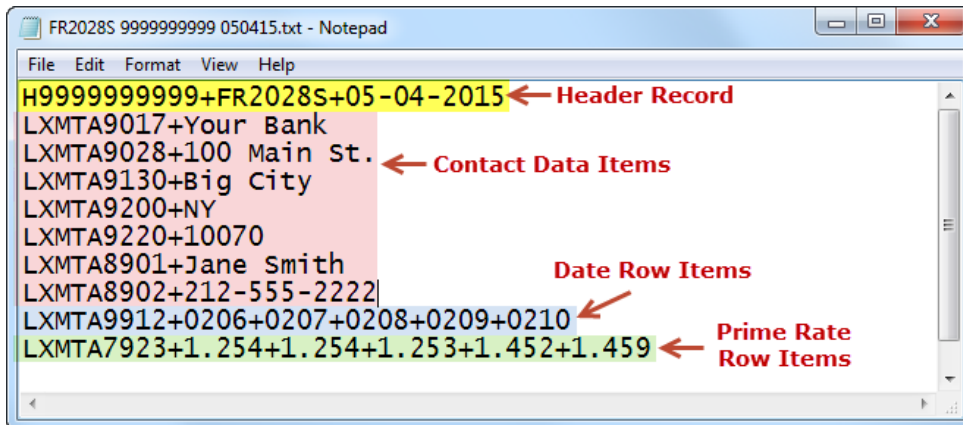 FR2028S 9999999999 050415.txt - Notepad
File Edit Format View Help
H9999999999+FR2028S+05-04-2015 Header Record
LXMTA9017+Your Bank
LXMTA9028+100 Main St.
Contact Data Items
LXMTA9130+Big City
LXMTA9200+NY
LXMTA9220+10070
LXMTA8901+Jane Smith
Date Row Items
LXMTA8902+212-555-2222
LXMTA9912+0206+0207+0208+0209+0210
LXMTA7923+1.254+1.254+1.253+1.452+1.459
Prime Rate
Row Items